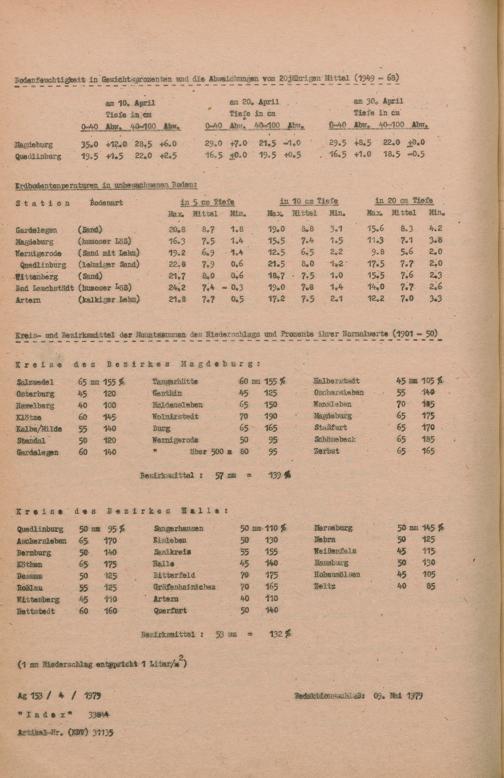 Bodenfeuchtigkeit in Gewichtsprozenten und die Abweichungen vom 20jährigen Mittel (1949 - 68)
am 10. April am 20. April am 30. April
Tiefe in cm Tiefe in cm Tiefe in cm
0-40 Abw. 40-100 Abw. 0-40 Abw. 40-100 Abw. 0-40 Abw. 40-100 Abw.
Magdeburg 35.0 +12.0 28.5 +6.0 29.0 +7.0 21.5 -1.0 29.5 +8.5 22.0 ±0.0
Quedlinburg 19.5 +1.5 22.0 +2.5 16.5 ±0.0 19.5 +0.5 16.5 +1.0 18.5 -0.5
Erdbodentemperaturen in unbewachsenem Boden:
Station Bodenart in 5 cm Tiefe in 10 cm Tiefe in 20 cm Tiefe
Max. Mittel Min. Max. Mittel Min. Max. Mittel Min.
Gardelegen (Sand) 20.8 8.7 1.8 19.0 8.8 3.1 15.6 8.3 4.2
Magdeburg (humoser Löß) 16.3 7.5 1.4 15.5 7.4 1.5 11.3 7.1 3.8
Wernigerode (Sand mit Lehm) 19.2 6.9 1.4 12.5 6.5 2.2 9.8 5.6 2.0
Quedlinburg (lehmiger Sand) 22.8 7.9 0.6 21.5 8.0 1.2 17.5 7.7 2.0
Wittenberg (Sand) 21.7 8.0 0.6 18.7 7.5 1.0 15.5 7.6 2.3
Bad Lauchstädt (humoser Löß) 24.2 7.4 - 0.3 19.0 7.8 1.4 14.0 7.7 2.6
Artern (kalkiger Lehm) 21.8 7.7 0.5 17.2 7.5 2.1 12.2 7.0 3.3
Kreis- und Bezirksmittel der Monatssummen des Niederschlags und Prozente ihrer Normalwerte (1901 - 50)
Kreise des Bezirkes Magdeburg:
Salzwedel 65 mm 155 % Tangerhütte 60 mm 155 % Halberstadt 45 mm 105 %
Osterburg 45 120 Genthin 45 125 Oschersleben 55 140
Havelberg 40 100 Haldensleben 65 150 Wanzleben 70 185
Klötze 60 145 Wolmirstedt 70 190 Magdeburg 65 175
Kalbe/Milde 55 140 Burg 65 165 Staßfurt 65 170
Stendal 50 120 Wernigerode 50 95 Schönebeck 65 185
Gardelegen 60 140 " über 500 m 80 95 Zerbst 65 165
Bezirksmittel : 57 mm = 139 %
Kreise des Bezirkes Halle:
Quedlinburg 50 mm 95 % Sangerhausen 50 mm 110 % Merseburg 50 mm 145 %
Aschersleben 65 170 Eisleben 50 130 Nebra 50 125
Bernburg 50 140 Saalkreis 55 155 Weißenfels 45 115
Köthen 65 175 Halle 45 140 Naumburg 50 130
Dessau 50 125 Bitterfeld 70 175 Hohenmölsen 45 105
Roßlau 55 125 Gräfenhainichen 70 165 Zeitz 40 85
Wittenberg 45 110 Artern 40 110
Hettstedt 60 160 Querfurt 50 140
Bezirksmittel : 53 mm = 132 %
(1 mm Niederschlag entspricht 1 Liter/m²)
Ag 153 / 4 / 1979 Redaktionsschluß: 09. Mai 1979
"Index" 33844
Artikel-Nr. (EDV) 31135